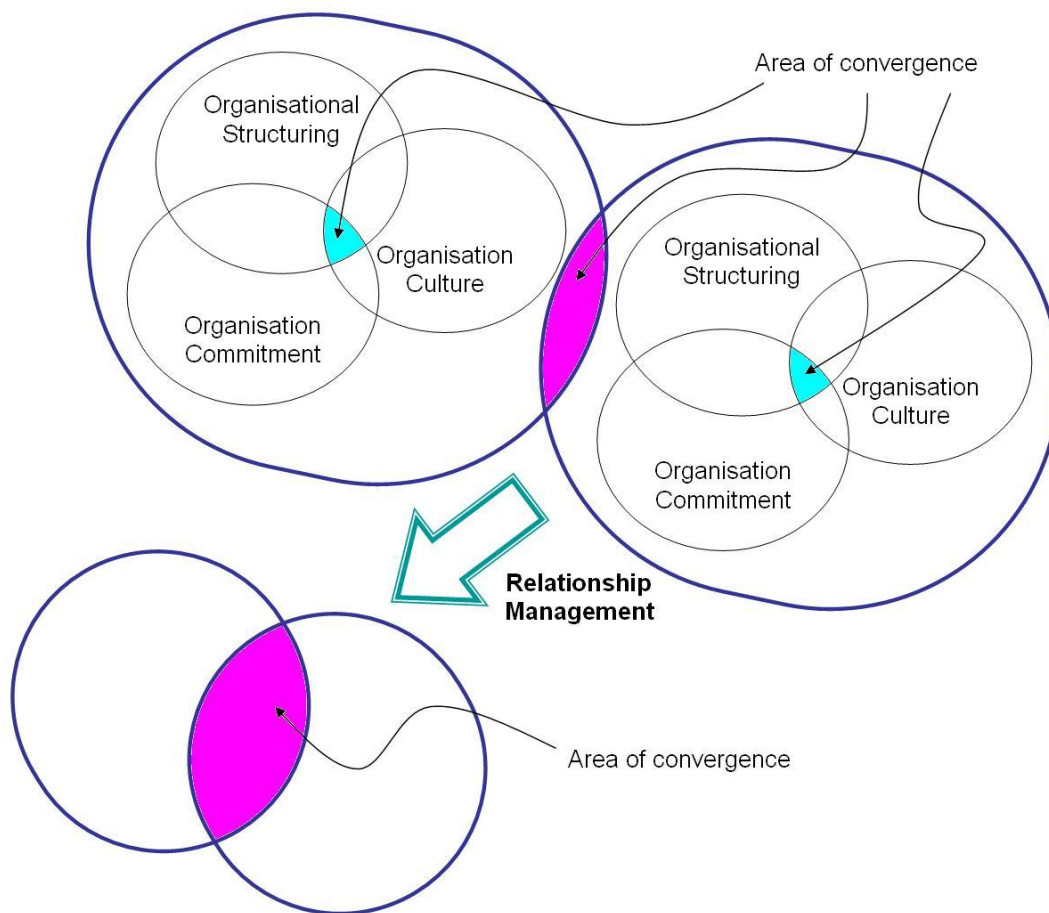 Area of convergence
Organisational
Structuring
Organisation
Culture
Organisation
Commitment
Organisational
Structuring
Organisation
Culture
Organisation
Commitment
Relationship
Management
Area of convergence